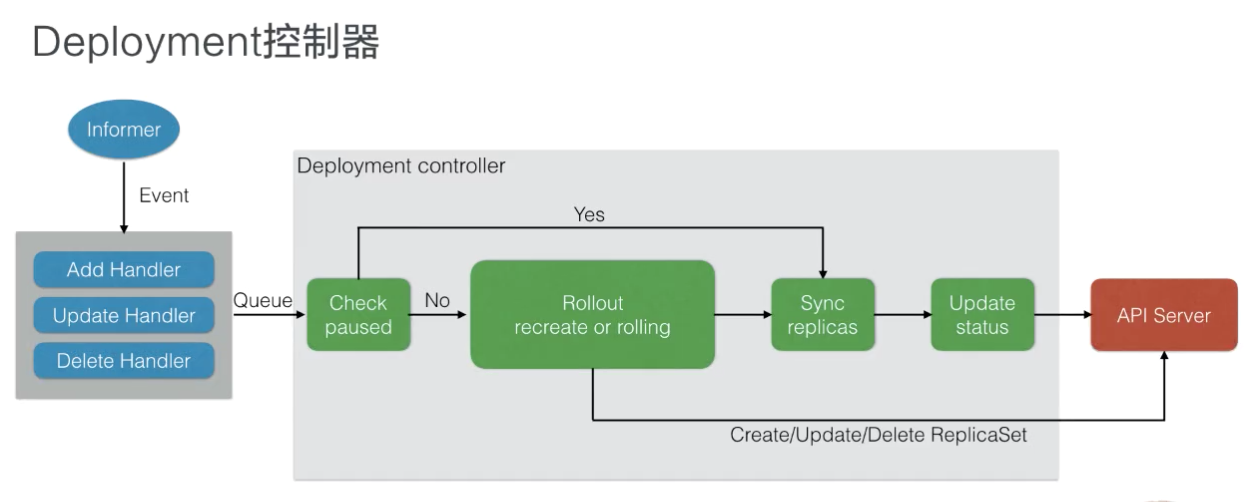 Deployment控制器
Informer
Event
Add Handler
Update Handler
Delete Handler
Queue
Deployment controller
Yes
Check
paused
No
Rollout
recreate or rolling
Sync
replicas
Update
status
API Server
Create/Update/Delete ReplicaSet